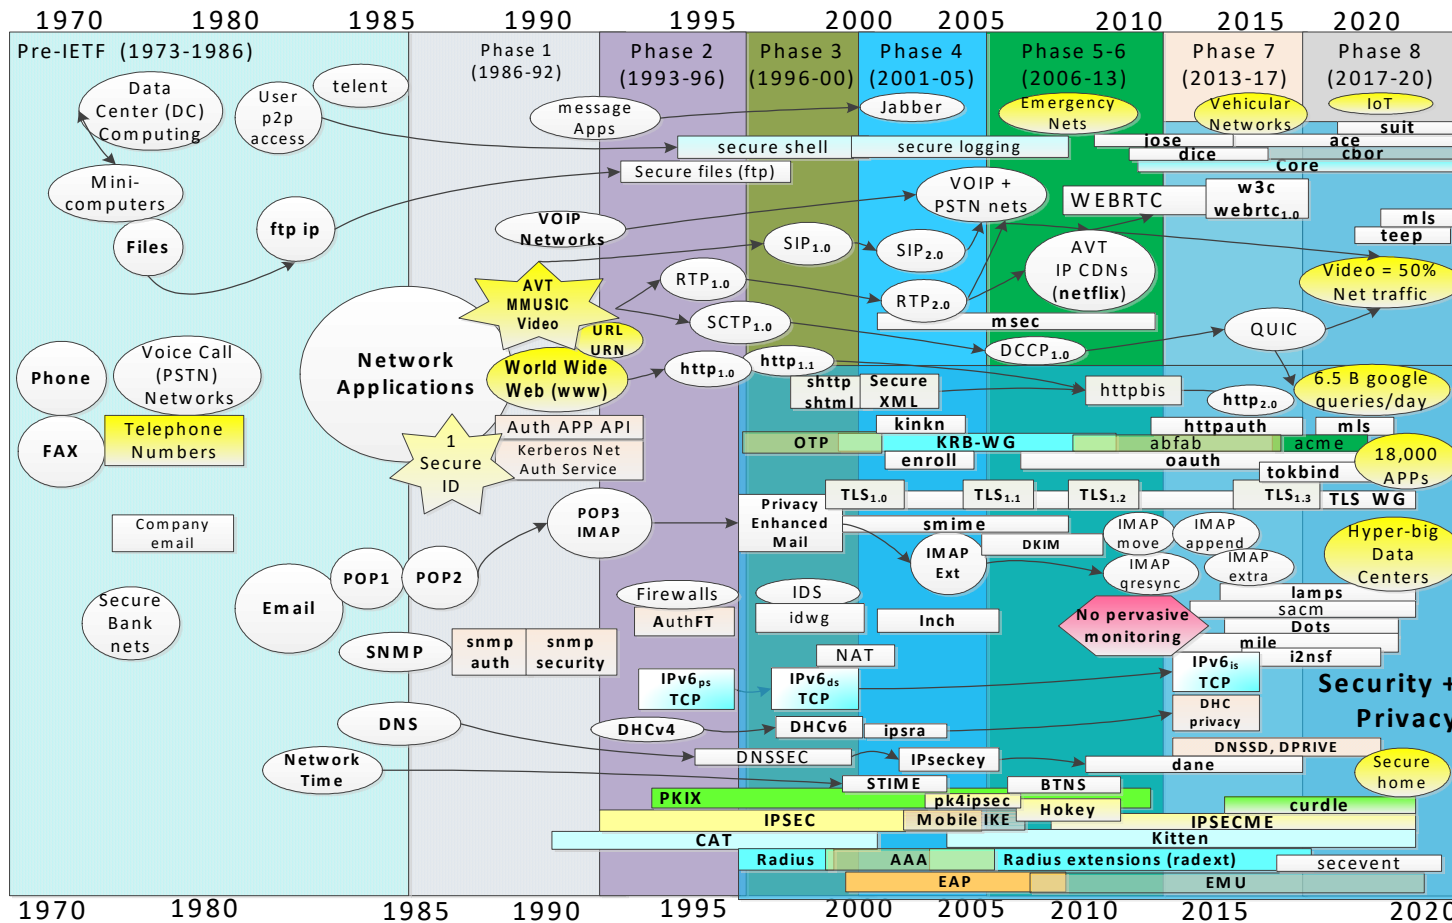 1970
1980
1985
1990
1995
2000
2005
2010
2015
2020
Pre-IETF (1973-1986)
Phase 1
(1986-92)
Phase 2
(1993-96)
Phase 3
(1996-00)
Phase 4
(2001-05)
Phase 5-6
(2006-13)
Phase 7
(2013-17)
Phase 8
(2017-20)
Data
Center (DC)
Computing
User
p2p
access
telent
message
Apps
Jabber
Emergency
Nets
Vehicular
Networks
IoT
suit
jose
ace
dice
cbor
Core
secure shell
secure logging
Secure files (ftp)
Mini-
computers
Files
ftp ip
VOIP
Networks
VOIP +
PSTN nets
WEBRTC
w3c
webrtc1.0
mls
teep
SIP1.0
SIP2.0
AVT
IP CDNs
(netflix)
Video = 50%
Net traffic
AVT
MMUSIC
Video
RTP1.0
RTP2.0
SCTP1.0
msec
DCCP1.0
QUIC
URL
URN
Network
Applications
World Wide
Web (www)
http1.0
http1.1
Phone
Voice Call
(PSTN)
Networks
shttp
shtml
Secure
XML
httpbis
http2.0
6.5 B google
queries/day
FAX
Telephone
Numbers
1
Secure
ID
Auth APP API
Kerberos Net
Auth Service
kinkn
httpauth
mls
OTP
KRB-WG
abfab
acme
enroll
oauth
tokbind
18,000
APPs
TLS1.0
TLS1.1
TLS1.2
TLS1.3
TLS WG
Company
email
POP3
IMAP
Privacy
Enhanced
Mail
smime
DKIM
IMAP
Ext
IMAP
move
IMAP
append
IMAP
qresync
IMAP
extra
Hyper-big
Data
Centers
Secure
Bank
nets
Email
POP1
POP2
Firewalls
AuthFT
IDS
idwg
Inch
No pervasive
monitoring
lamps
sacm
Dots
mile
i2nsf
SNMP
snmp
auth
snmp
security
NAT
IPv6ps
TCP
IPv6ds
TCP
IPv6is
TCP
Security +
Privacy
DNS
DHCv4
DHCv6
ipsra
DHC
privacy
Network
Time
DNSSEC
IPseckey
dane
DNSSD, DPRIVE
Secure
home
STIME
BTNS
PKIX
pk4ipsec
Hokey
curdle
IPSEC
Mobile IKE
IPSECME
CAT
Kitten
Radius
AAA
Radius extensions (radext)
secevent
EAP
EMU
1970
1980
1985
1990
1995
2000
2005
2010
2015
2020